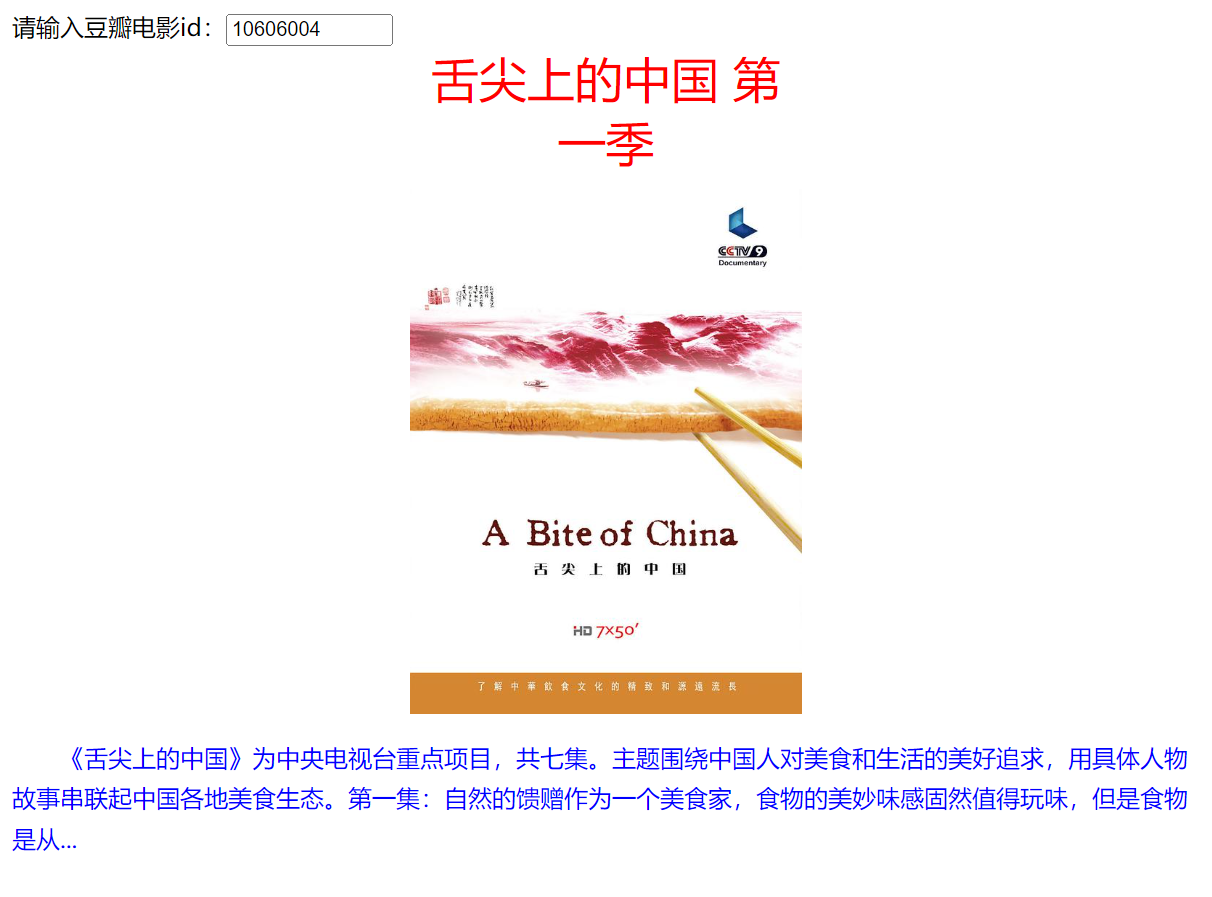 请输入豆瓣电影id：10606004
舌尖上的中国 第
一季
CCTV 9
Documentary
A Bite of China
舌尖上的中国
HD 7×50′
了解中華飲食文化的精致和源遠流長
《舌尖上的中国》为中央电视台重点项目，共七集。主题围绕中国人对美食和生活的美好追求，用具体人物
故事串联起中国各地美食生态。第一集：自然的馈赠作为一个美食家，食物的美妙味感固然值得玩味，但是食物
是从...